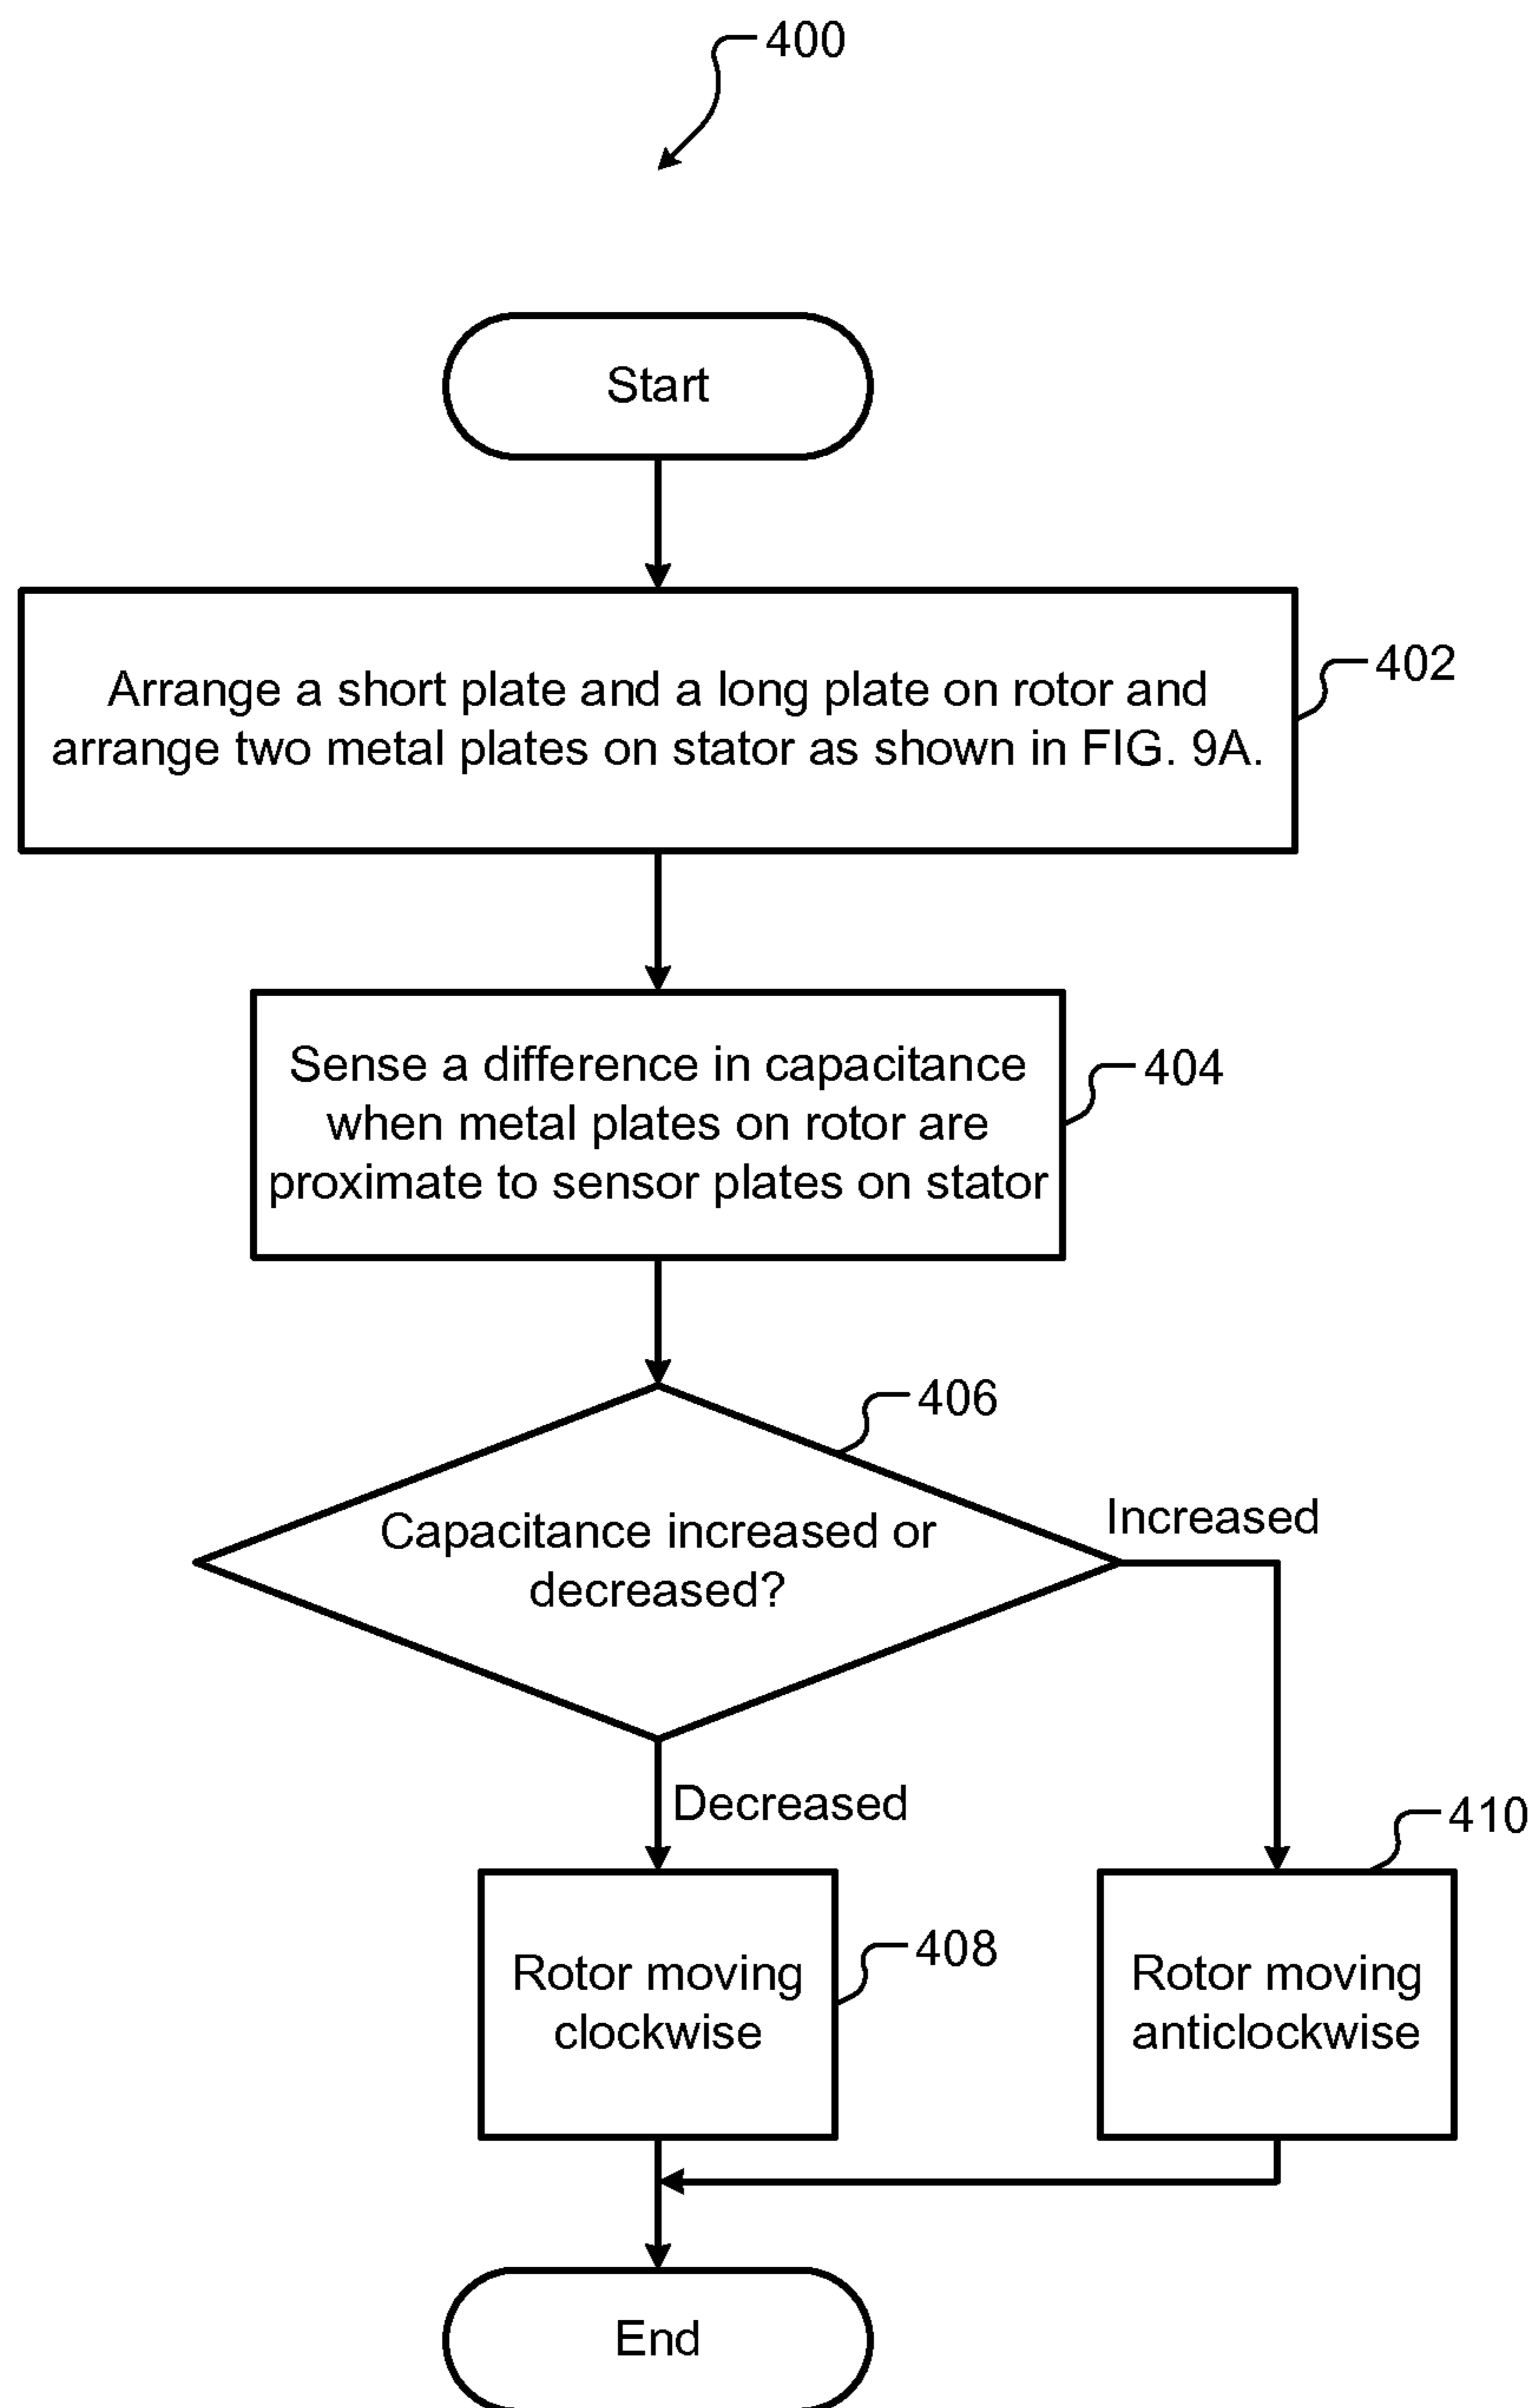 400
Start
Arrange a short plate and a long plate on rotor and
arrange two metal plates on stator as shown in FIG. 9A.
402
Sense a difference in capacitance
when metal plates on rotor are
proximate to sensor plates on stator
404
406
Capacitance increased or
decreased?
Increased
Decreased
410
Rotor moving
clockwise
408
Rotor moving
anticlockwise
End